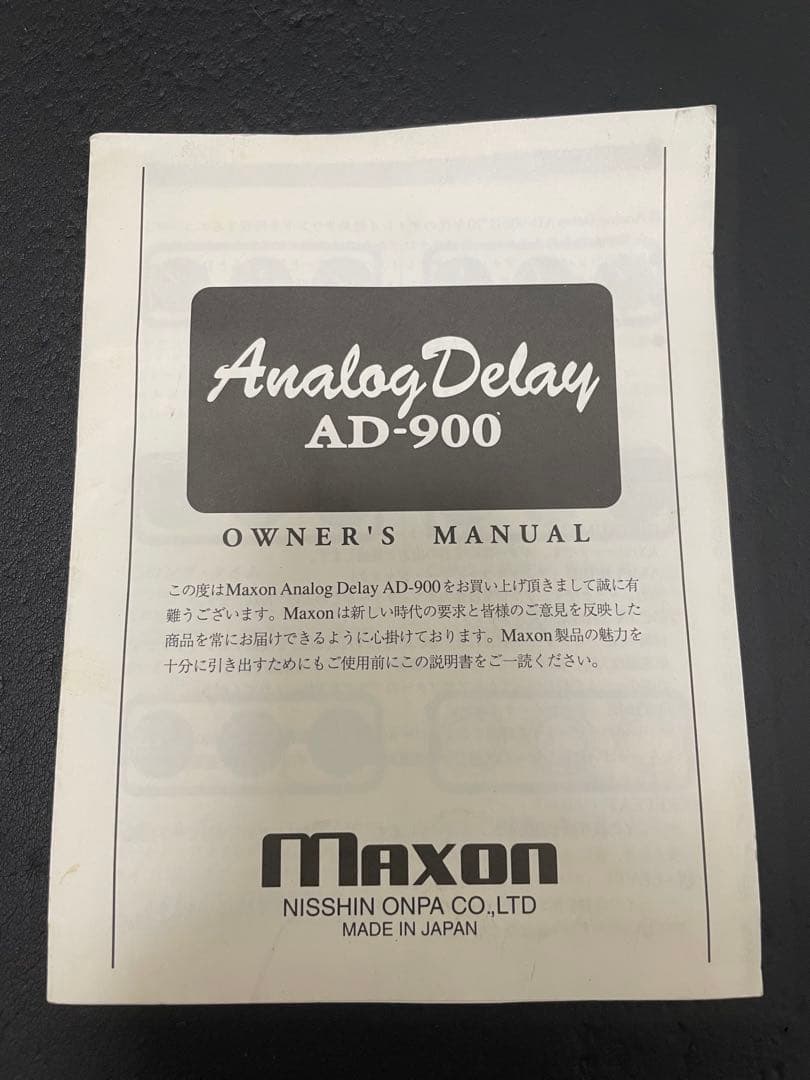 Analog Delay
AD-900
OWNER'S MANUAL
この度はMaxon Analog Delay AD-900をお買い上げ頂きまして誠に有
難うございます。Maxonは新しい時代の要求と皆様のご意見を反映した
商品を常にお届けできるように心掛けております。Maxon製品の魅力を
十分に引き出すためにもご使用前にこの説明書をご一読ください。
maxon
NISSHIN ONPA CO.,LTD
MADE IN JAPAN